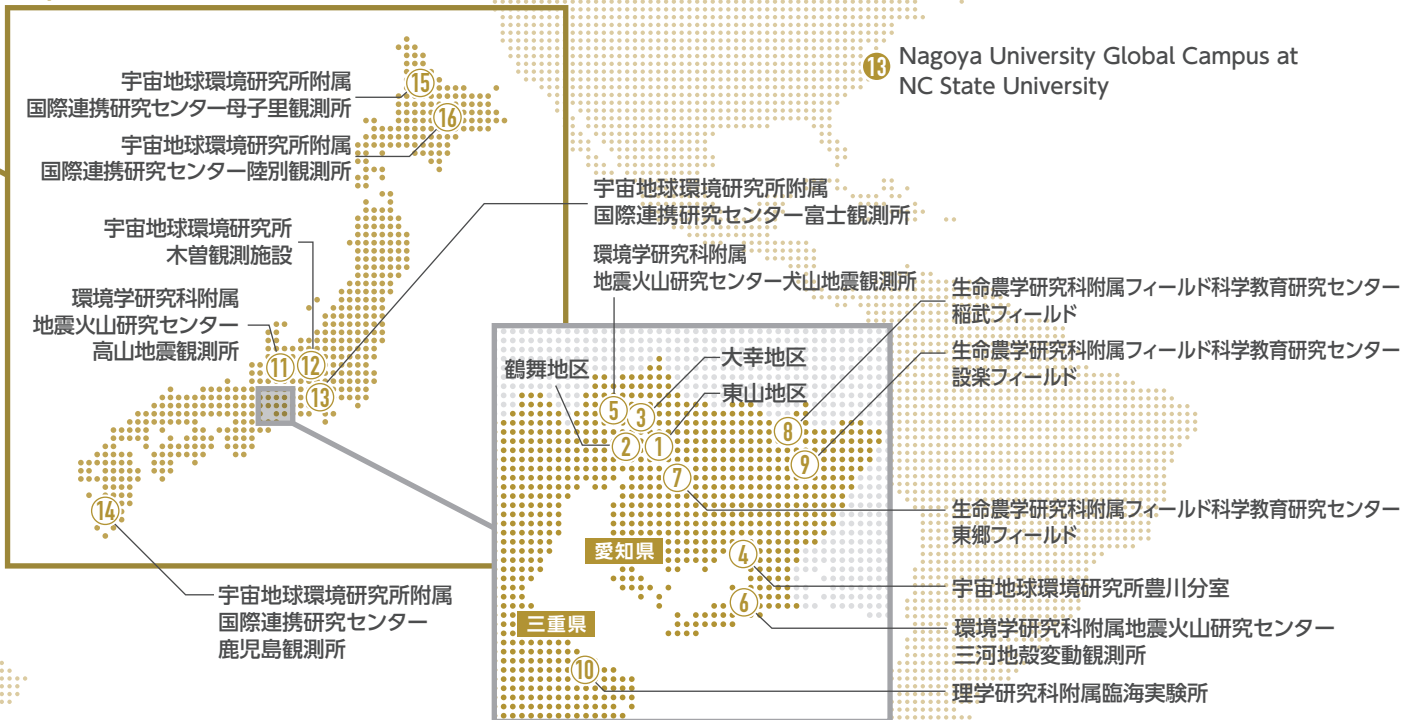 ⑬ Nagoya University Global Campus at
NC State University
宇宙地球環境研究所附属
国際連携研究センター母子里観測所
⑮
宇宙地球環境研究所附属
国際連携研究センター陸別観測所
⑯
宇宙地球環境研究所附属
国際連携研究センター富士観測所
宇宙地球環境研究所
木曽観測施設
環境学研究科附属
地震火山研究センター
高山地震観測所
⑪
⑫
⑬
⑭
宇宙地球環境研究所附属
国際連携研究センター
鹿児島観測所
環境学研究科附属
地震火山研究センター犬山地震観測所
鶴舞地区
大幸地区
東山地区
⑤
③
②
①
⑦
⑧
⑨
愛知県
④
⑥
三重県
⑩
生命農学研究科附属フィールド科学教育研究センター
稲武フィールド
生命農学研究科附属フィールド科学教育研究センター
設楽フィールド
生命農学研究科附属フィールド科学教育研究センター
東郷フィールド
宇宙地球環境研究所豊川分室
環境学研究科附属地震火山研究センター
三河地殻変動観測所
理学研究科附属臨海実験所